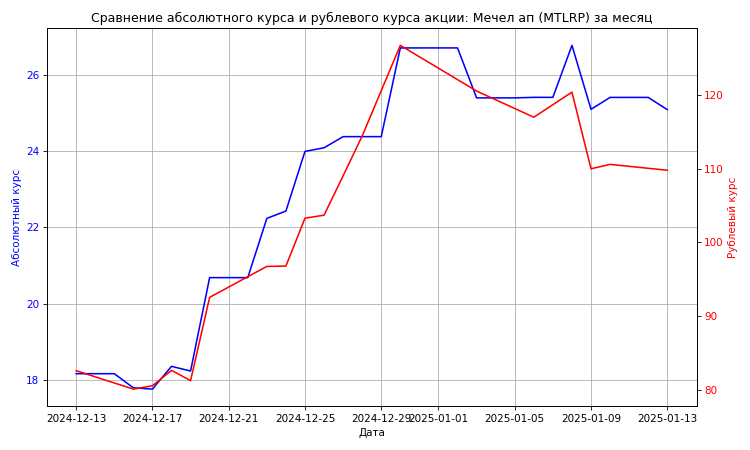 Сравнение абсолютного курса и рублевого курса акции: Мечел ап (MTLRP) за месяц
Абсолютный курс
26
24
22
20
18
120
110
100
90
80
Рублевый курс
2024-12-13 2024-12-17 2024-12-21 2024-12-25 2024-12-29 2025-01-01 2025-01-05 2025-01-09 2025-01-13
Дата